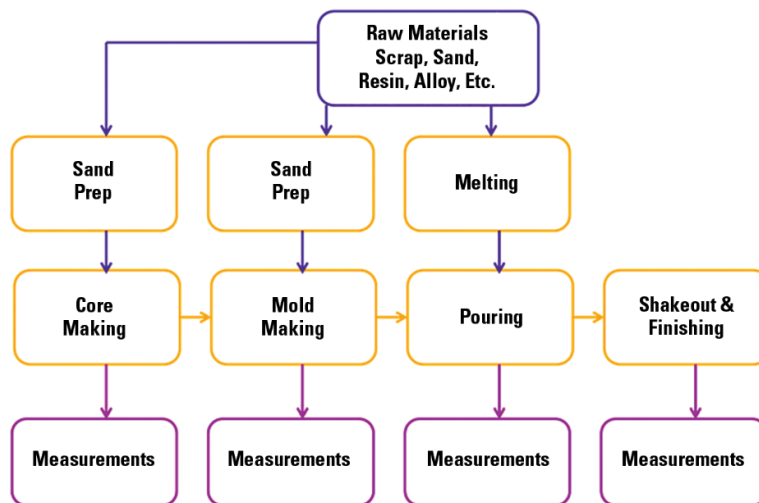 Raw Materials
Scrap, Sand,
Resin, Alloy, Etc.
Sand
Prep
Sand
Prep
Melting
Core
Making
Mold
Making
Pouring
Shakeout &
Finishing
Measurements
Measurements
Measurements
Measurements